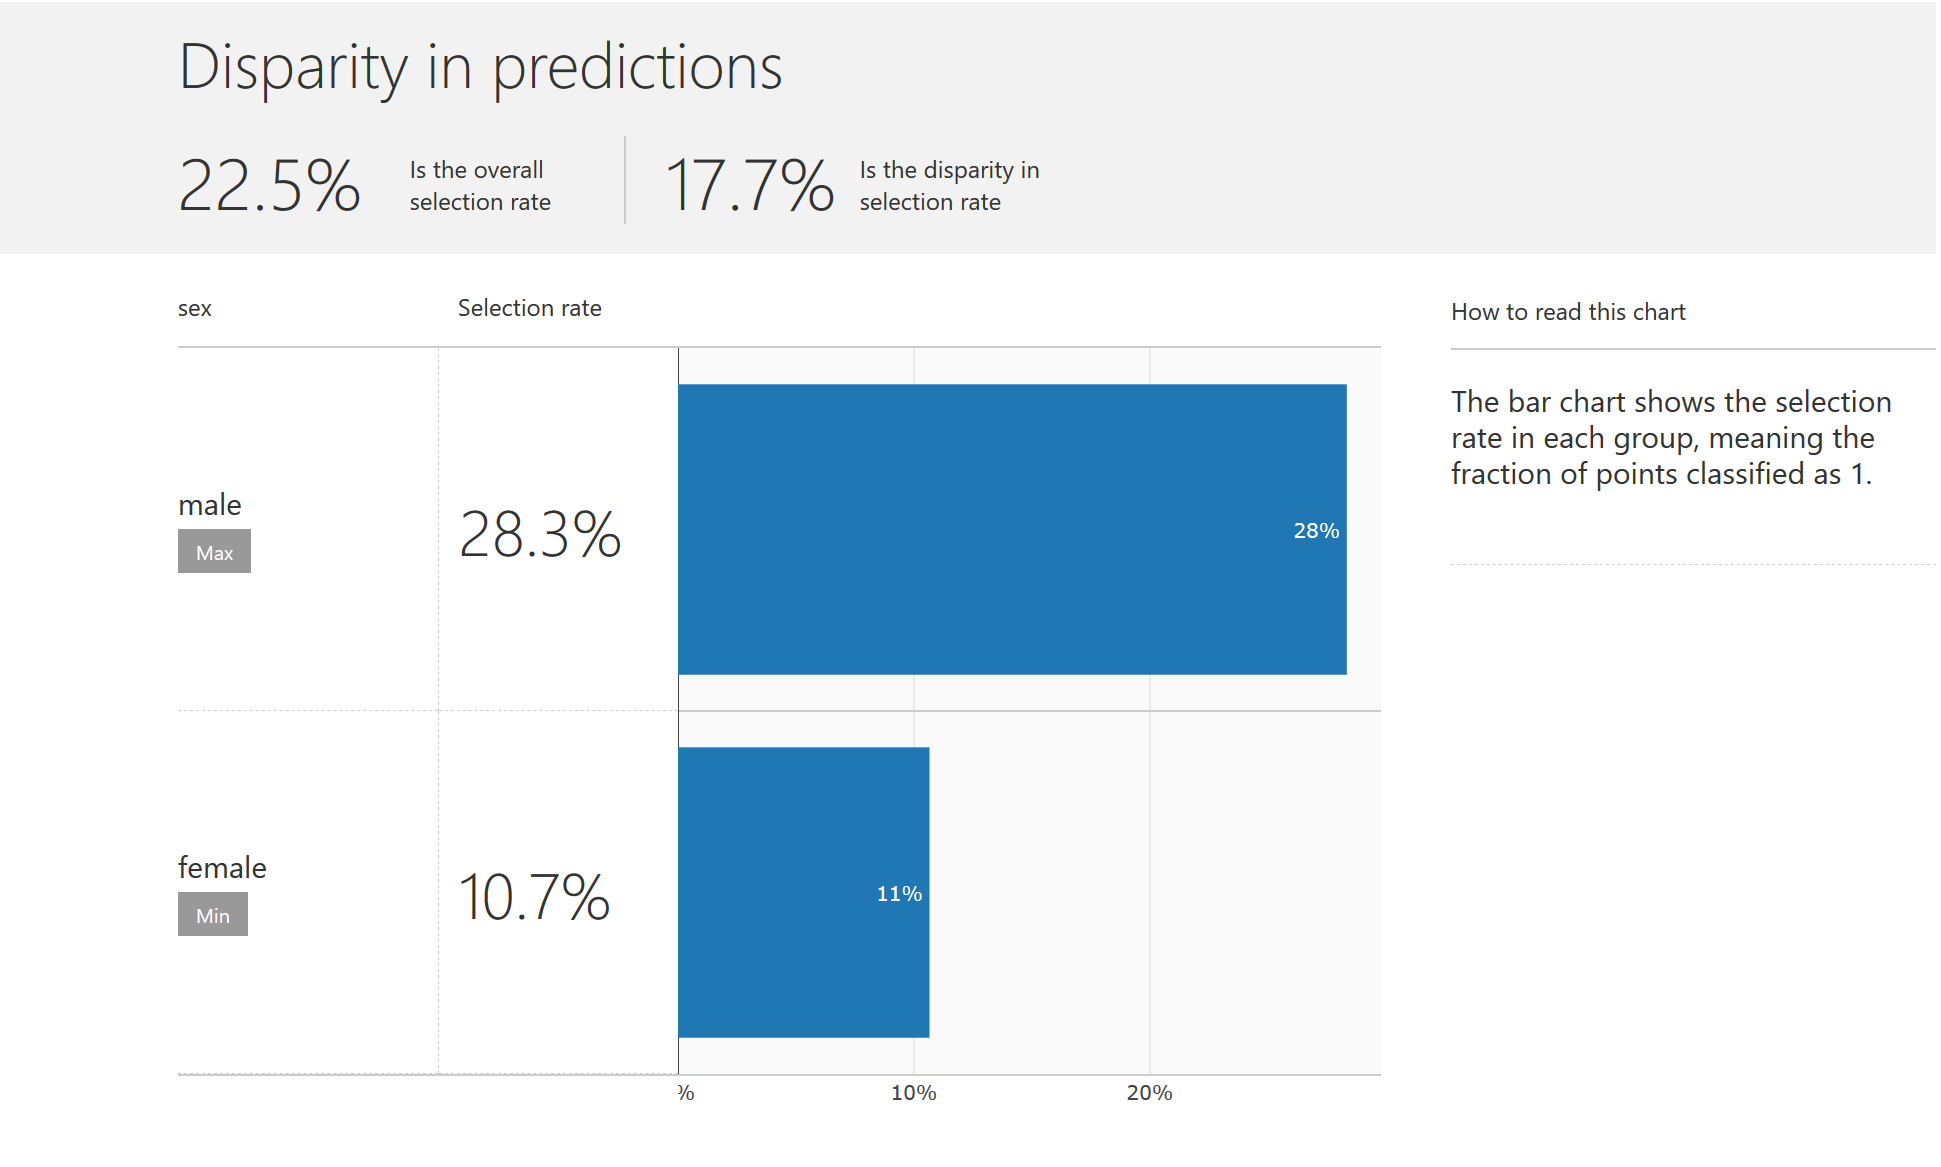 Disparity in predictions
22.5%
Is the overall
selection rate
17.7%
Is the disparity in
selection rate
sex
Selection rate
How to read this chart
The bar chart shows the selection
rate in each group, meaning the
fraction of points classified as 1.
male
Max
28.3%
28%
female
Min
10.7%
11%
%
10%
20%